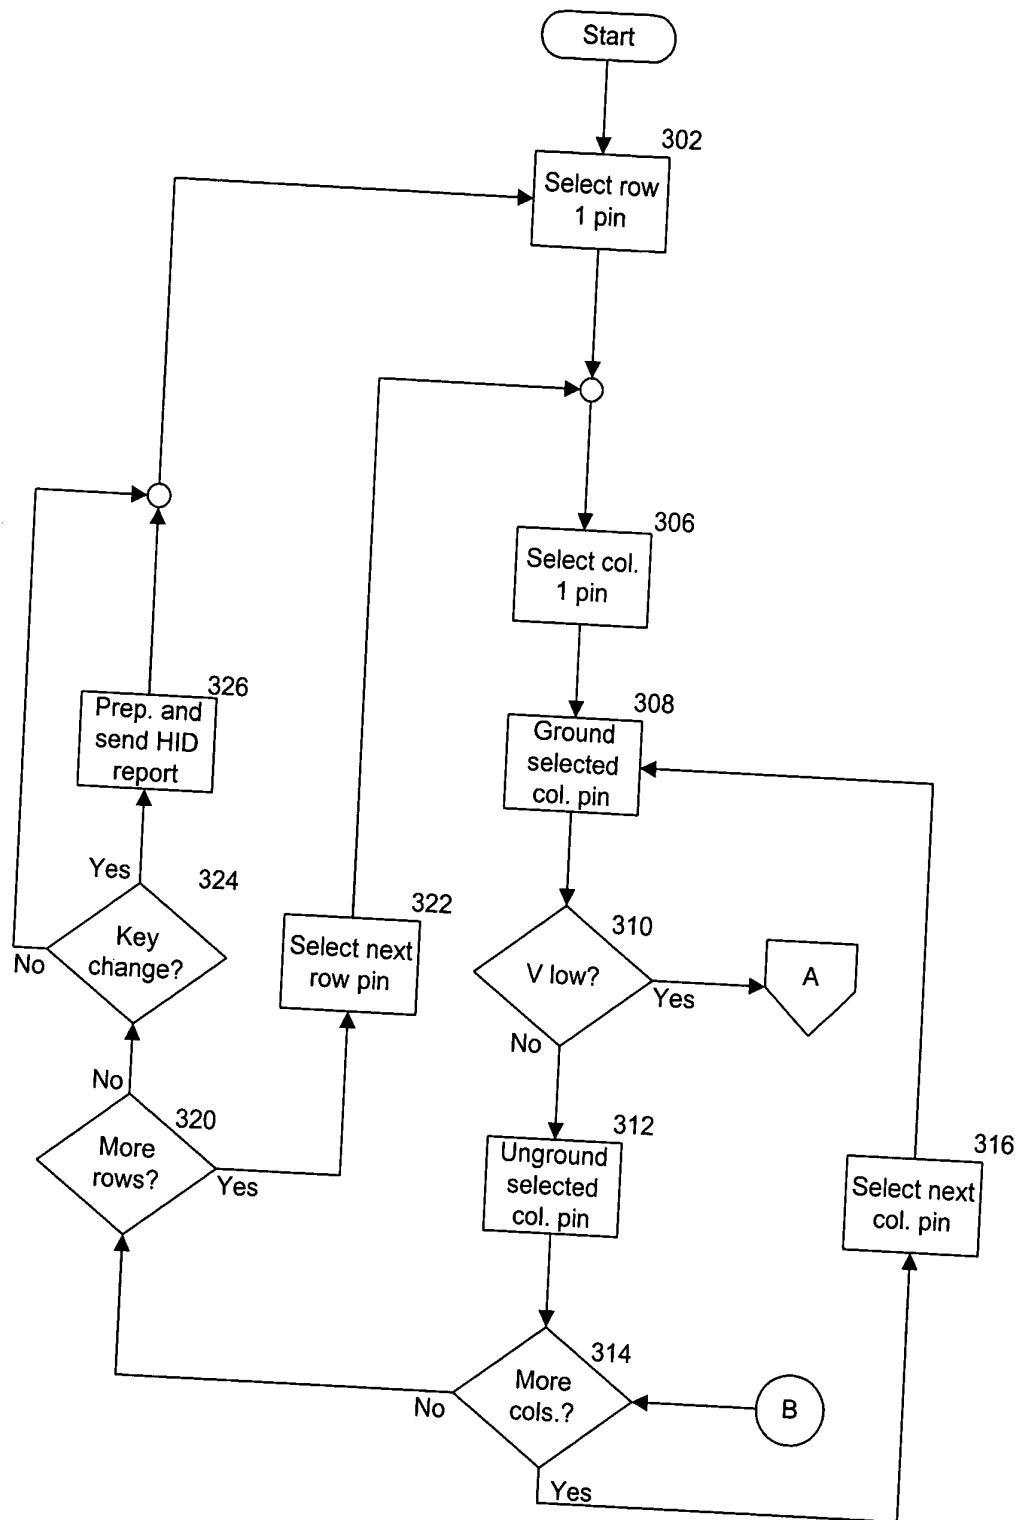 Start
302
Select row
1 pin
306
Select col.
1 pin
326
Prep. and
send HID
report
308
Ground
selected
col. pin
Yes
324
Key
change?
No
322
Select next
row pin
310
V low?
Yes
A
No
No
320
More
rows?
Yes
312
Unground
selected
col. pin
316
Select next
col. pin
314
More
cols.?
No
B
Yes